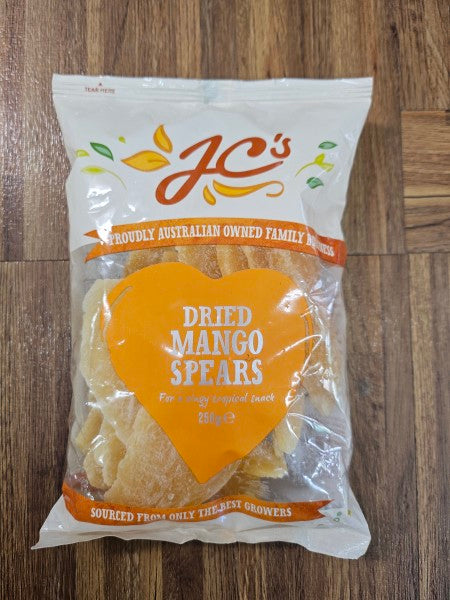 TEAR HERE
JC's
PROUDLY AUSTRALIAN OWNED FAMILY BUSINESS
DRIED
MANGO
SPEARS
For a tangy tropical snack
250g ℮
SOURCED FROM ONLY THE BEST GROWERS